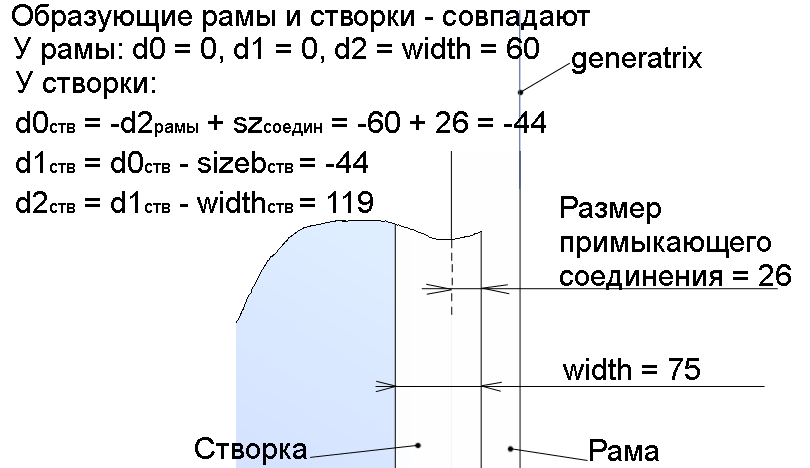 Образующие рамы и створки - совпадают
У рамы: d0 = 0, d1 = 0, d2 = width = 60
У створки:
generatrix
d0ств = -d2рамы + szсоедин = -60 + 26 = -44
d1ств = d0ств - sizebств = -44
d2ств = d1ств - widthств = 119
Размер
примыкающего
соединения = 26
width = 75
Створка
Рама